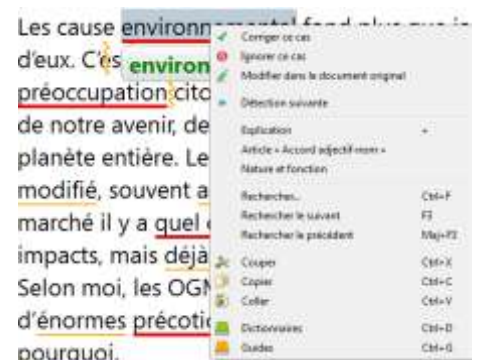 Les cause environnemental fond plus que je
d'eux. C'es
environ
préoccupation cito
de notre avenir, de
planète entière. Le
modifié, souvent a
marché il y a quel
impacts, mais déjà
Selon moi, les OGM
d'énormes précotic
pourquoi.
Corriger ce cas
Ignorer ce cas
Modifier dans le document original
Détection suivante
Explication
Article « Accord adjectif-nom »
Nature et fonction
Rechercher... Ctrl+F
Rechercher le suivant F3
Rechercher le précédent Maj+F3
Couper Ctrl+X
Copier Ctrl+C
Coller Ctrl+V
Dictionnaires Ctrl+D
Guides Ctrl+G